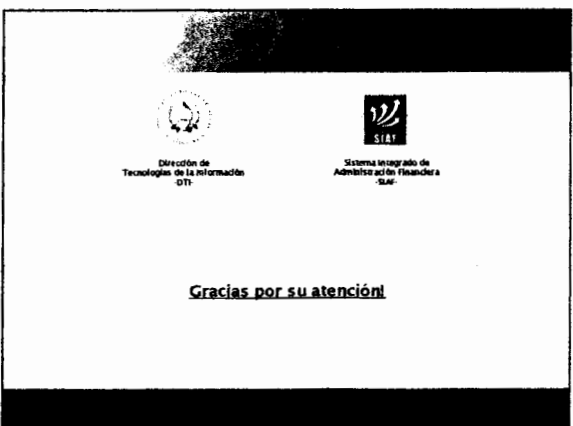 SIAF
Dirección de
Tecnologías de la Información
-DTI-
Sistema Integrado de
Administración Financiera
-SIAF-
Gracias por su atención!